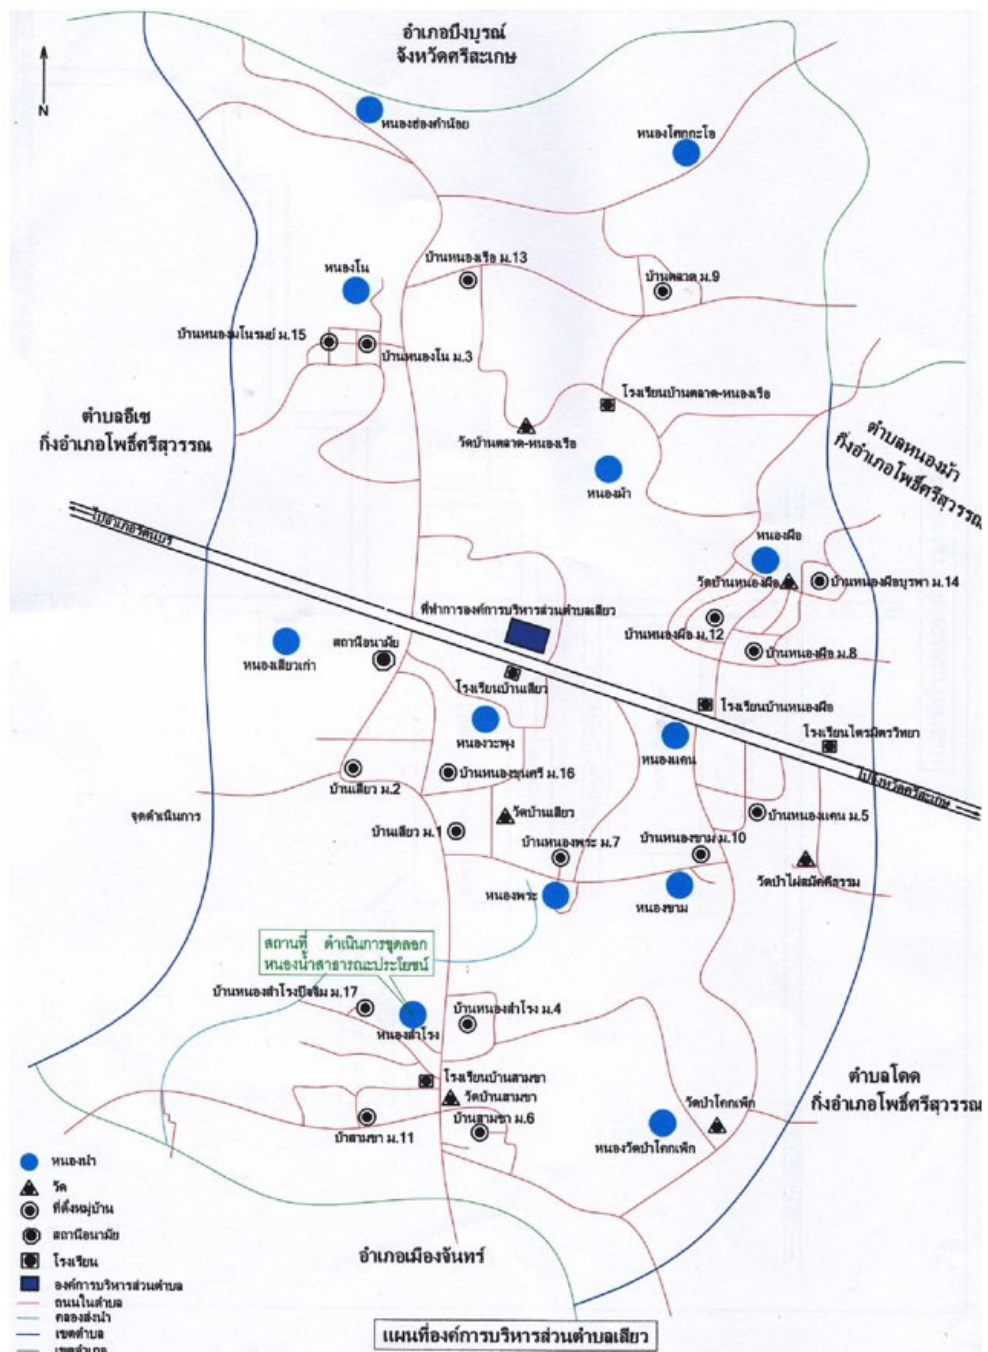 อำเภอบึงบูรณ์
จังหวัดศรีสะเกษ
N
หนองฮ่องคำน้อย
หนองโคกกะโอ
บ้านหนองเรือ ม.13
หนองโน
บ้านตลาด ม.9
บ้านหนองมโนรมย์ ม.15
บ้านหนองโน ม.3
โรงเรียนบ้านตลาด-หนองเรือ
ตำบลอีเซ
กิ่งอำเภอโพธิ์ศรีสุวรรณ
วัดบ้านตลาด-หนองเรือ
ตำบลหนองม้า
กิ่งอำเภอโพธิ์ศรีสุวรรณ
หนองม้า
ไปอำเภอรัตนบุรี
หนองผือ
วัดบ้านหนองผือ
บ้านหนองผือบูรพา ม.14
ที่ทำการองค์การบริหารส่วนตำบลเสียว
บ้านหนองผือ ม.12
บ้านหนองผือ ม.8
สถานีอนามัย
หนองเสียวเก่า
โรงเรียนบ้านเสียว
โรงเรียนบ้านหนองผือ
โรงเรียนไตรมิตรวิทยา
หนองวะพุง
หนองแคน
บ้านหนองขุนศรี ม.16
ไปจังหวัดศรีสะเกษ
บ้านเสียว ม.2
จุดดำเนินการ
วัดบ้านเสียว
บ้านหนองแคน ม.5
บ้านเสียว ม.1
บ้านหนองพระ ม.7
บ้านหนองขาม ม.10
วัดป่าไผ่สมัคคีธรรม
หนองพระ
หนองขาม
สถานที่ ดำเนินการขุดลอก
หนองน้ำสาธารณะประโยชน์
บ้านหนองสำโรงปัจจิม ม.17
บ้านหนองสำโรง ม.4
หนองสำโรง
โรงเรียนบ้านสามขา
วัดบ้านสามขา
ตำบลโดด
กิ่งอำเภอโพธิ์ศรีสุวรรณ
วัดป่าโคกเพ็ก
บ้าสามขา ม.11
บ้านสามขา ม.6
หนองวัดป่าโคกเพ็ก
หนองน้ำ
วัด
ที่ตั้งหมู่บ้าน
สถานีอนามัย
โรงเรียน
องค์การบริหารส่วนตำบล
ถนนในตำบล
คลองส่งน้ำ
เขตตำบล
เขตอำเภอ
อำเภอเมืองจันทร์
แผนที่องค์การบริหารส่วนตำบลเสียว